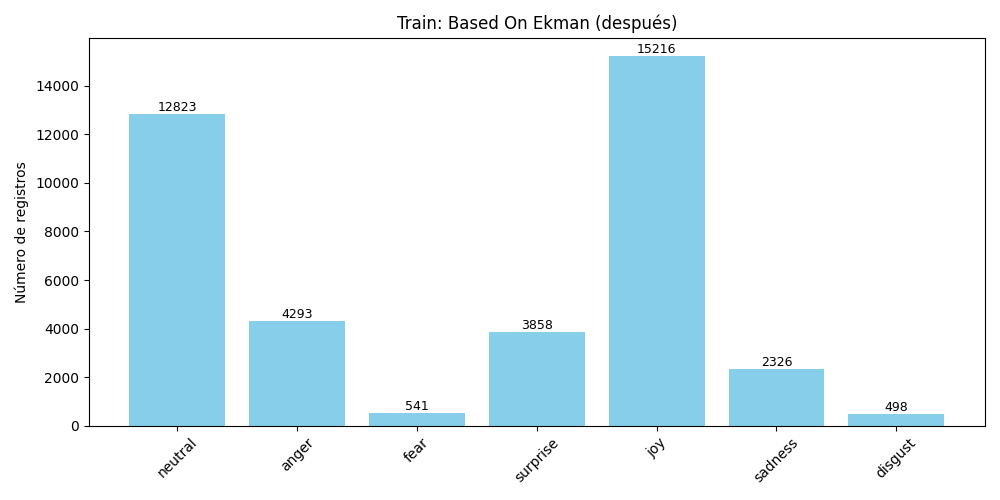 Train: Based On Ekman (después)
Número de registros
14000
12000
10000
8000
6000
4000
2000
0
12823
4293
541
3858
15216
2326
498
neutral
anger
fear
surprise
joy
sadness
disgust